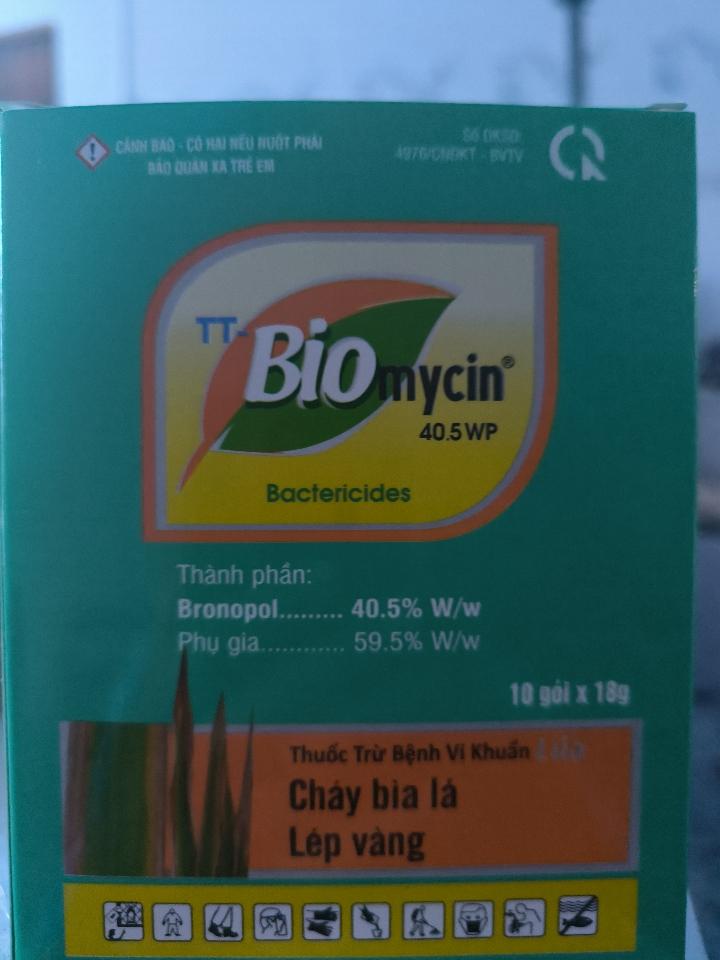 CẢNH BÁO - CÓ HẠI NẾU NUỐT PHẢI
BẢO QUẢN XA TRẺ EM
Số ĐKSD:
4976/CNĐKT - BVTV
TT-Biomycin®
40.5WP
Bactericides
Thành phần:
Bronopol......... 40.5% W/w
Phụ gia............ 59.5% W/w
10 gói x 18g
Thuốc Trừ Bệnh Vi Khuẩn Lúa
Cháy bìa lá
Lép vàng